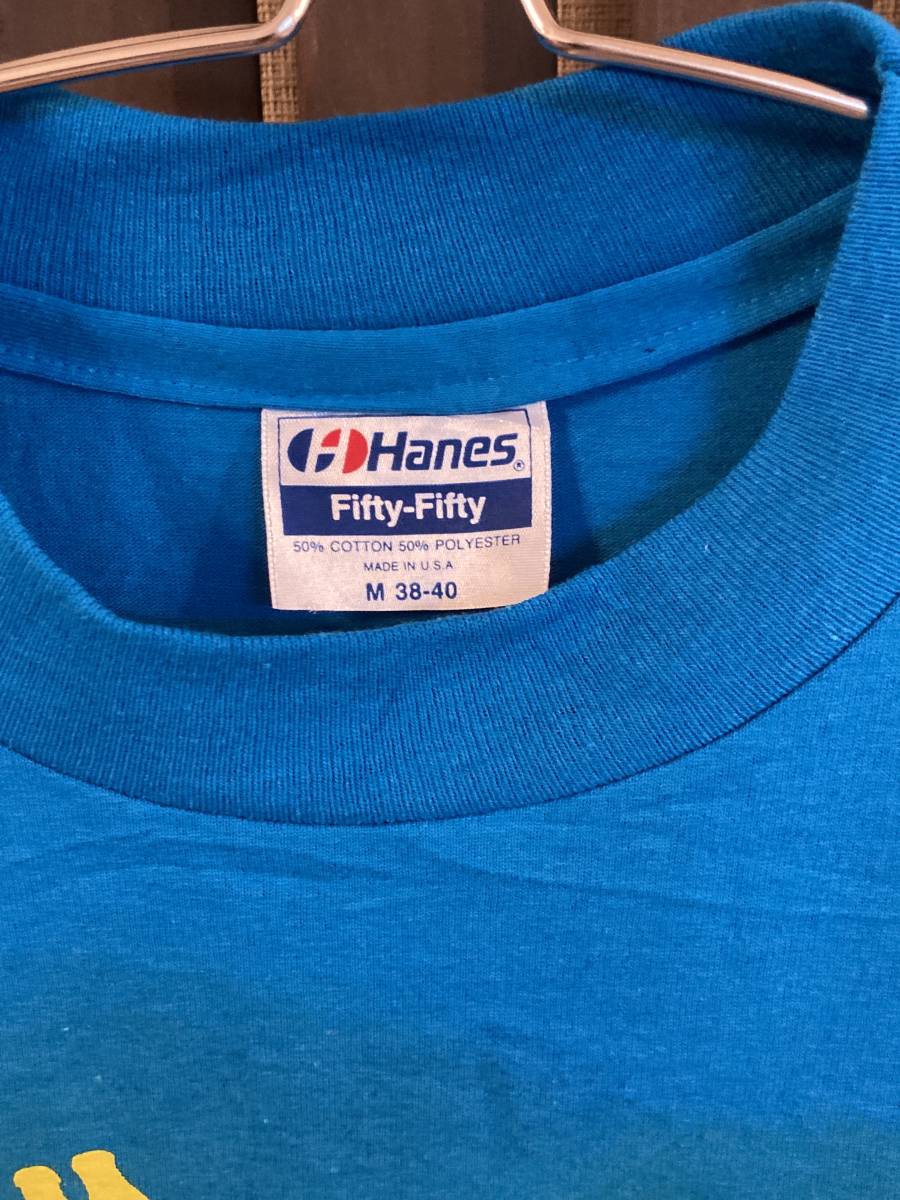 Hanes®
Fifty-Fifty
50% COTTON 50% POLYESTER
MADE IN U.S.A
M 38-40